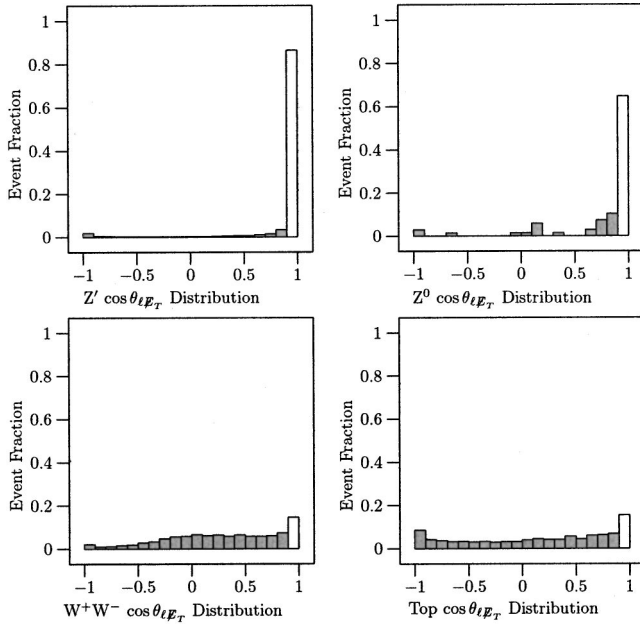 1
0.8
0.6
0.4
0.2
0
Event Fraction
−1 −0.5 0 0.5 1
Z′ cos θℓE̸T Distribution
1
0.8
0.6
0.4
0.2
0
Event Fraction
−1 −0.5 0 0.5 1
Z⁰ cos θℓE̸T Distribution
1
0.8
0.6
0.4
0.2
0
Event Fraction
−1 −0.5 0 0.5 1
W⁺W⁻ cos θℓE̸T Distribution
1
0.8
0.6
0.4
0.2
0
Event Fraction
−1 −0.5 0 0.5 1
Top cos θℓE̸T Distribution